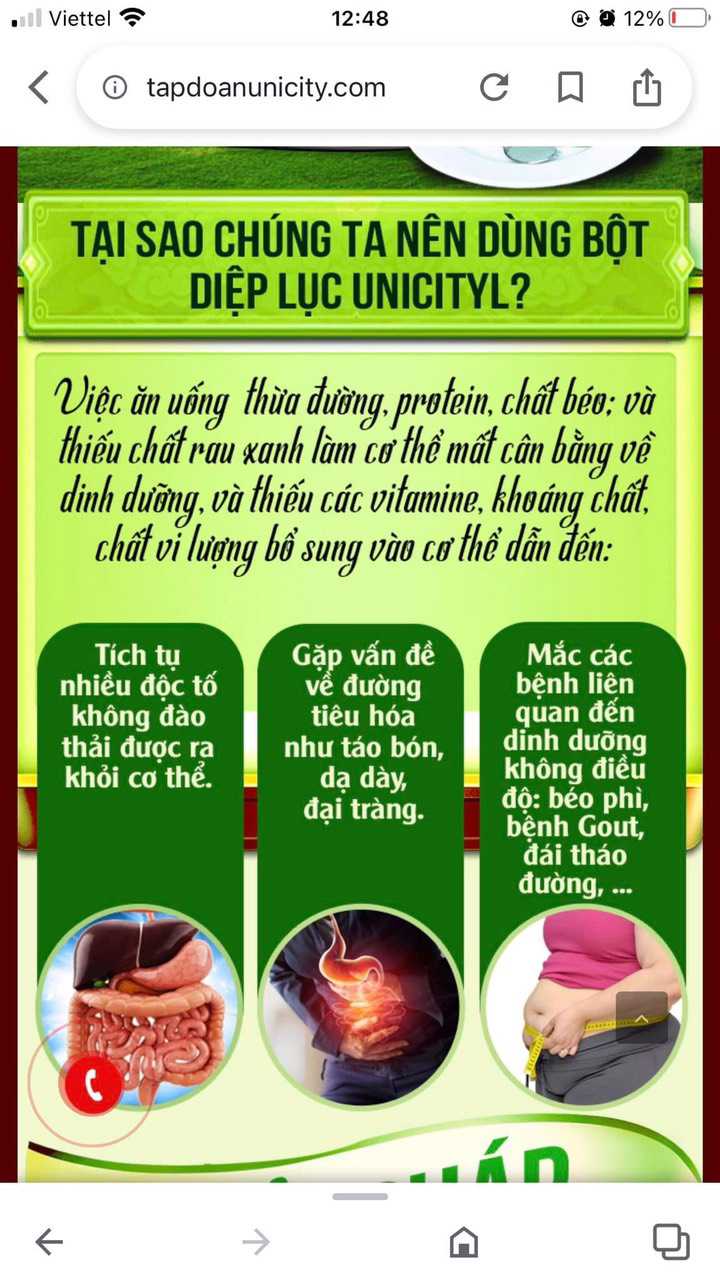 Viettel 12:48 12%
tapdoanunicity.com
TẠI SAO CHÚNG TA NÊN DÙNG BỘT
DIỆP LỤC UNICITYL?
Việc ăn uống thừa đường, protein, chất béo; và
thiếu chất rau xanh làm cơ thể mất cân bằng về
dinh dưỡng, và thiếu các vitamine, khoáng chất,
chất vi lượng bổ sung vào cơ thể dẫn đến:
Tích tụ
nhiều độc tố
không đào
thải được ra
khỏi cơ thể.
Gặp vấn đề
về đường
tiêu hóa
như táo bón,
dạ dày,
đại tràng.
Mắc các
bệnh liên
quan đến
dinh dưỡng
không điều
độ: béo phì,
bệnh Gout,
đái tháo
đường, ...